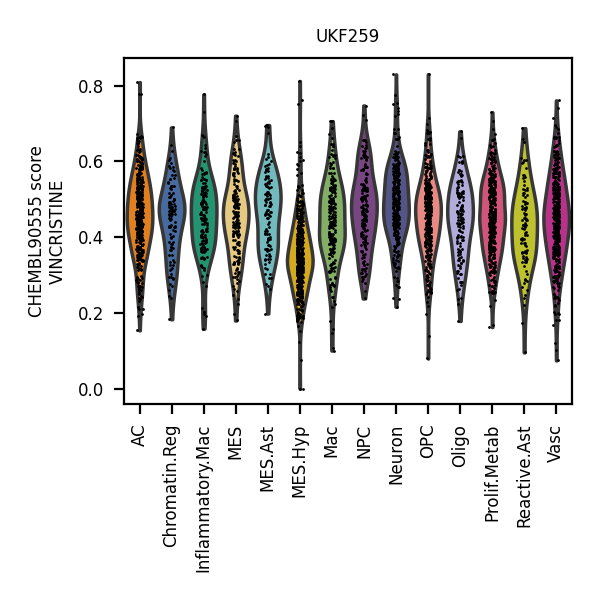 UKF259
CHEMBL90555 score
VINCRISTINE
0.8
0.6
0.4
0.2
0.0
AC
Chromatin.Reg
Inflammatory.Mac
MES
MES.Ast
MES.Hyp
Mac
NPC
Neuron
OPC
Oligo
Prolif.Metab
Reactive.Ast
Vasc